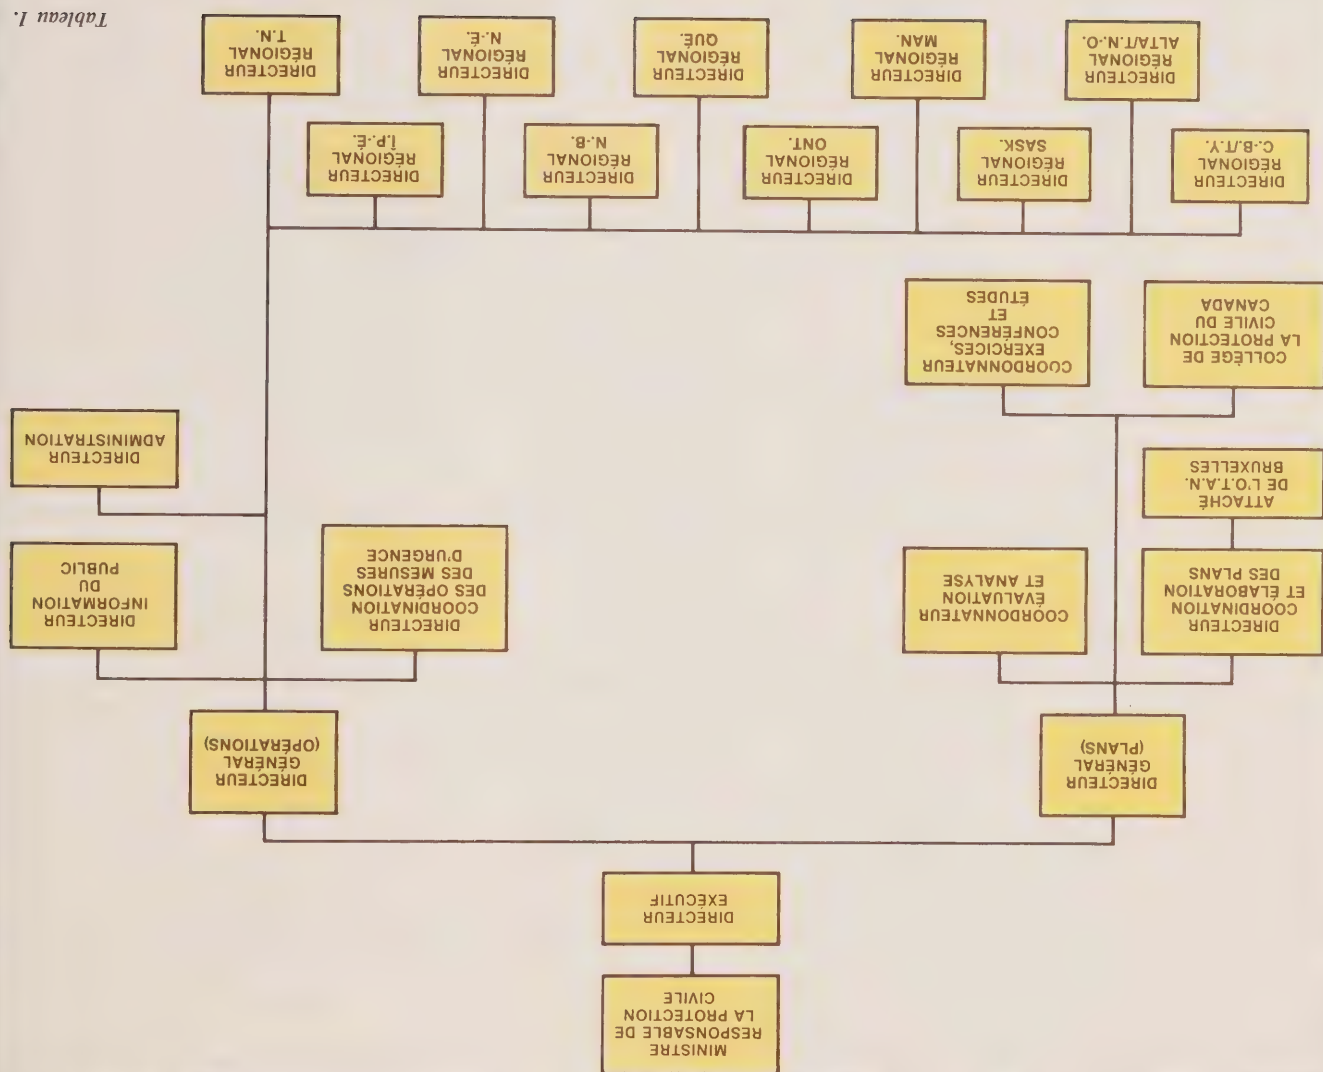 MINISTRE
RESPONSABLE DE
LA PROTECTION
CIVILE
DIRECTEUR
EXÉCUTIF
DIRECTEUR
GÉNÉRAL
(PLANS)
DIRECTEUR
GÉNÉRAL
(OPÉRATIONS)
DIRECTEUR
COORDINATION
ET ÉLABORATION
DES PLANS
COORDONNATEUR
ÉVALUATION
ET ANALYSE
DIRECTEUR
COORDINATION
DES OPÉRATIONS
DES MESURES
D'URGENCE
DIRECTEUR
INFORMATION
DU
PUBLIC
ATTACHÉ
DE L'O.T.A.N.
BRUXELLES
DIRECTEUR
ADMINISTRATION
COLLÈGE DE
LA PROTECTION
CIVILE DU
CANADA
COORDONNATEUR
EXERCICES,
CONFÉRENCES
ET
ÉTUDES
DIRECTEUR
RÉGIONAL
C.-B./T.Y.
DIRECTEUR
RÉGIONAL
SASK.
DIRECTEUR
RÉGIONAL
ONT.
DIRECTEUR
RÉGIONAL
N.-B.
DIRECTEUR
RÉGIONAL
Î.P.-É.
DIRECTEUR
RÉGIONAL
ALTA/T.N.-O.
DIRECTEUR
RÉGIONAL
MAN.
DIRECTEUR
RÉGIONAL
QUÉ.
DIRECTEUR
RÉGIONAL
N.-É.
DIRECTEUR
RÉGIONAL
T.N.
Tableau 1.